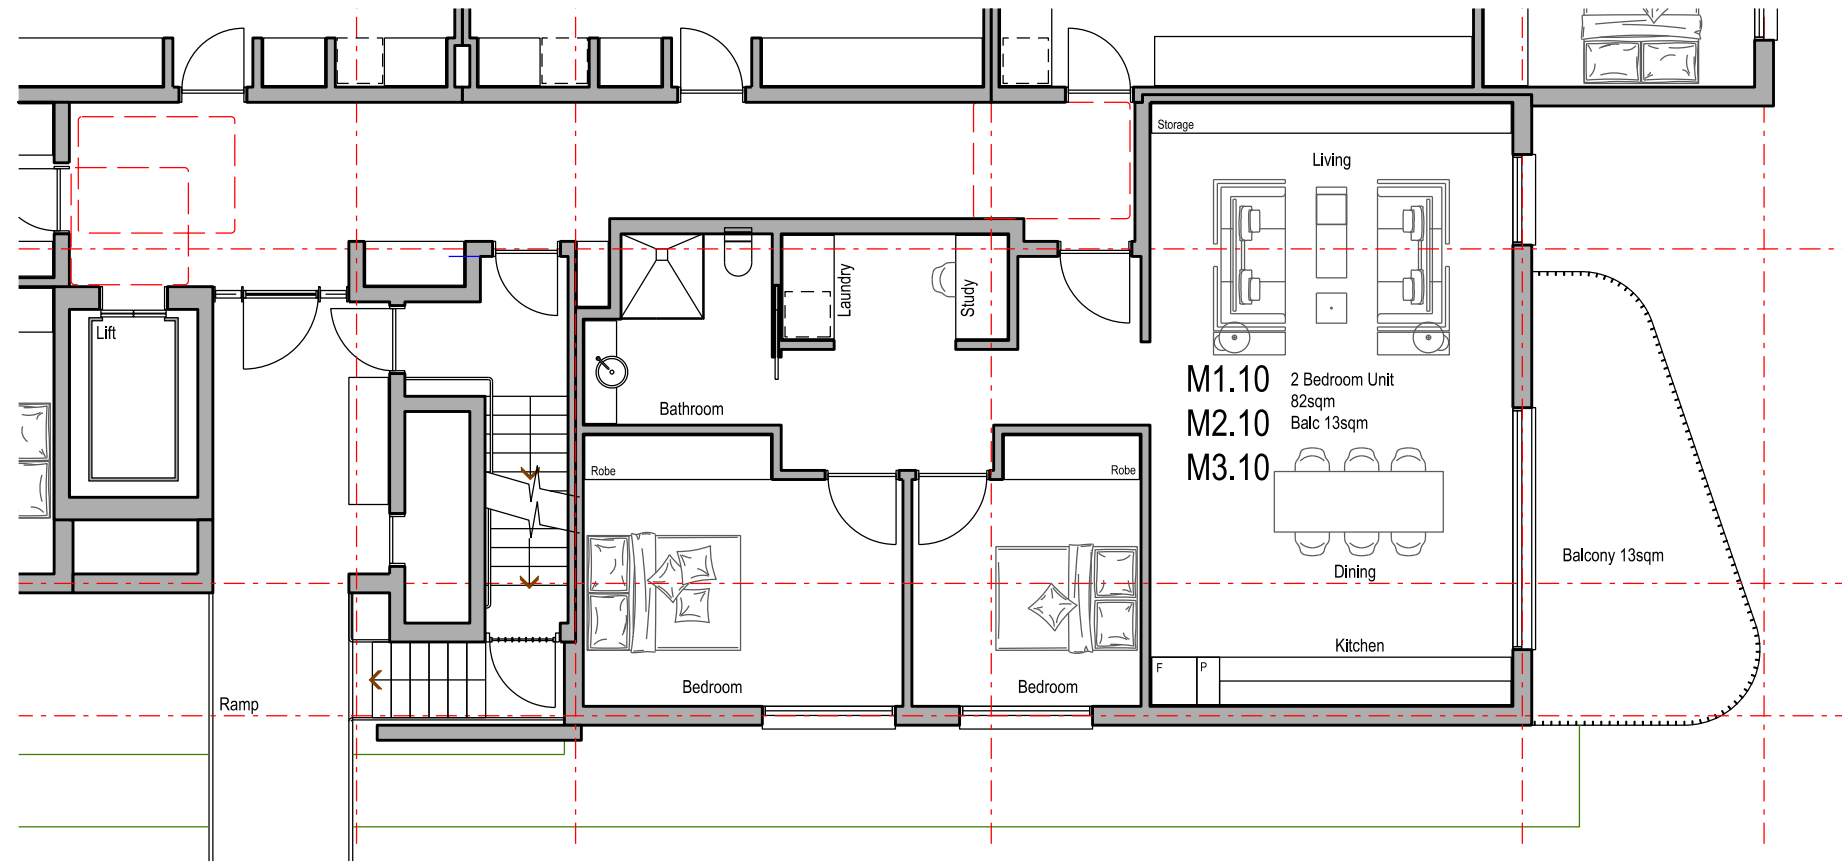 Storage
Living
Laundry
Study
Lift
M1.10
2 Bedroom Unit
82sqm
M2.10
Balc 13sqm
M3.10
Bathroom
Robe
Robe
Balcony 13sqm
Dining
Kitchen
F
P
Bedroom
Bedroom
Ramp